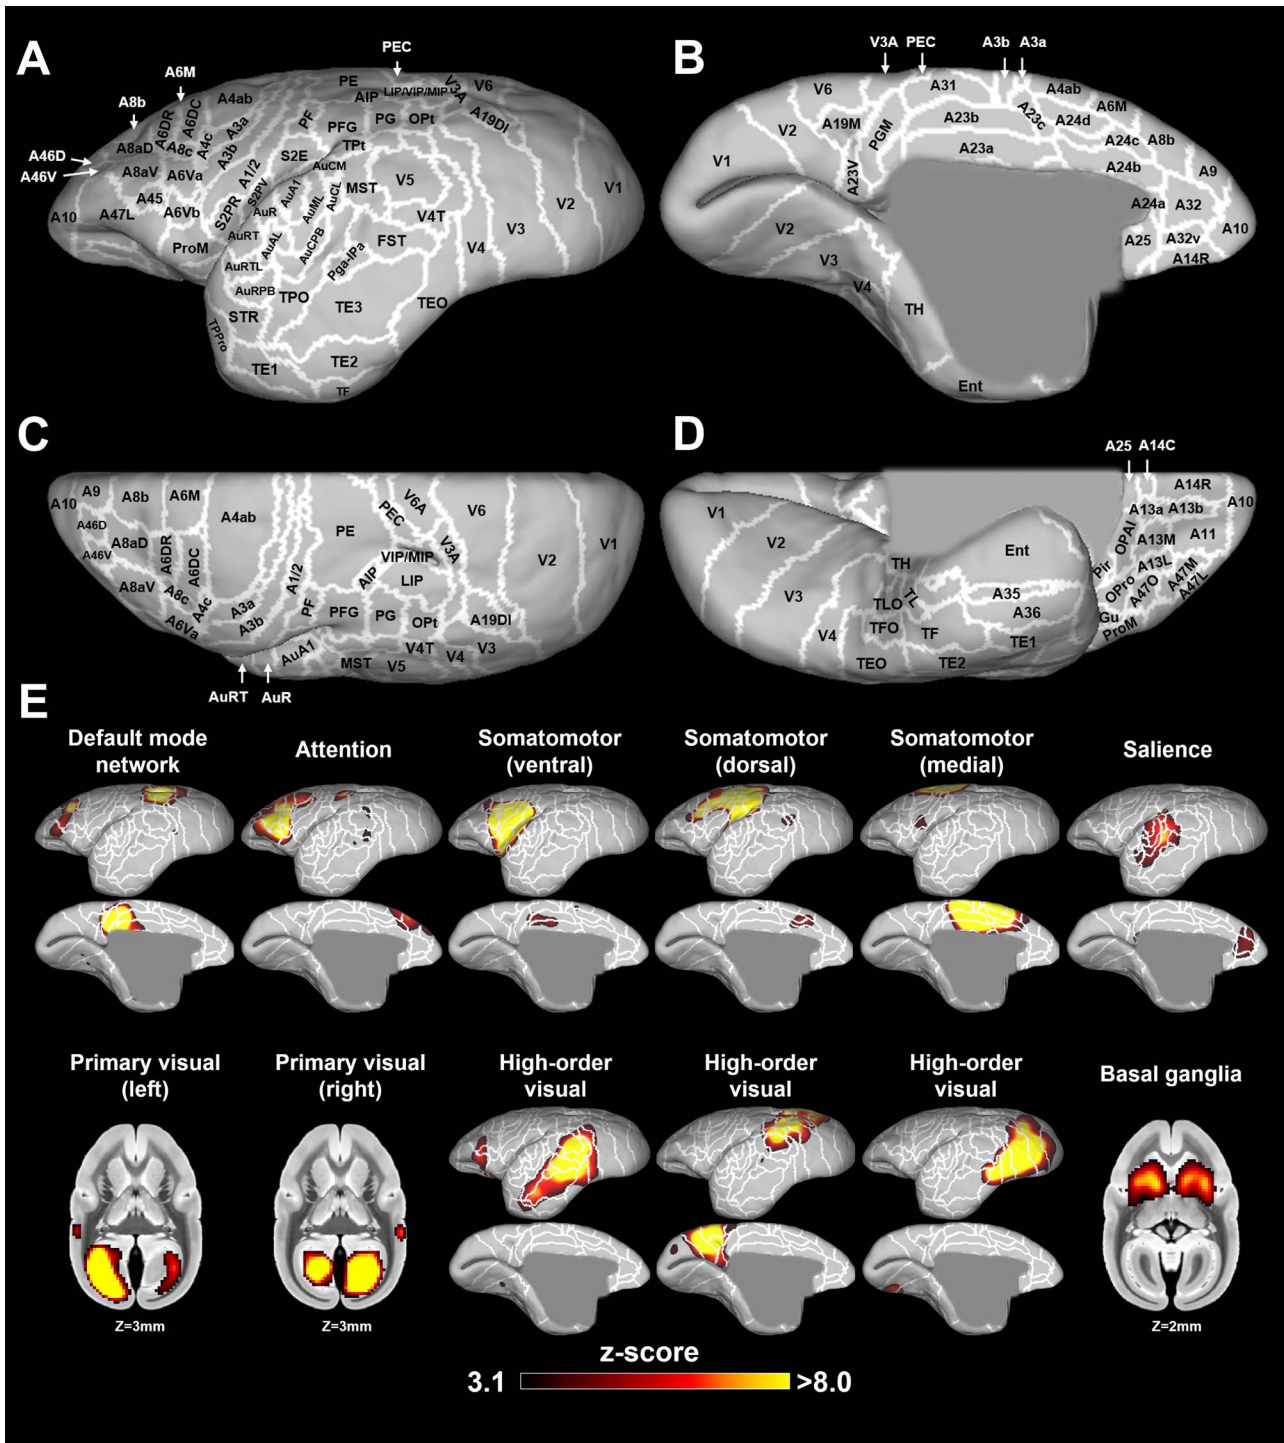 A
PEC
A6M
A8b
A46D
A46V
PE
LIP/VIP/MIP
V3A
V6
A4ab
AIP
A6DR
A6DC
A3a
PF
PFG
PG
OPt
A19DI
A8aD
A8c
A4c
A3b
TPt
A8aV
A6Va
A1/2
S2E
AuCM
A45
S2PV
AuA1
AuCL
MST
V5
V1
A10
A47L
A6Vb
S2PR
AuR
AuML
V4T
V2
ProM
AuRT
AuAL
AuCPB
FST
V4
V3
AuRTL
Pga-IPa
AuRPB
TPO
TE3
TEO
STR
TPPro
TE1
TE2
TF
B
V3A
PEC
A3b
A3a
V6
A31
A4ab
A6M
A19M
PGM
A23b
A23c
A24d
V2
A24c
A8b
V1
A23V
A23a
A24b
A9
A24a
A32
V2
A25
A32v
A10
V3
A14R
V4
TH
Ent
C
A9
A8b
A6M
A10
A46D
A4ab
PE
V6A
PEC
V6
A46V
A8aD
A6DR
A6DC
VIP/MIP
V3A
V2
V1
A8aV
A8c
A4c
A1/2
AIP
LIP
A3a
PF
PFG
PG
OPt
A19DI
A6Va
A3b
AuA1
MST
V5
V4T
V4
V3
AuRT
AuR
D
A25
A14C
V1
A14R
A10
V2
A13a
A13b
OPAI
A13M
A11
Ent
TH
Pir
A13L
V3
TLO
TL
A35
OPro
A47O
A47M
A47L
V4
TFO
TF
A36
Gu
ProM
TEO
TE2
TE1
E
Default mode
network
Attention
Somatomotor
(ventral)
Somatomotor
(dorsal)
Somatomotor
(medial)
Salience
Primary visual
(left)
Primary visual
(right)
High-order
visual
High-order
visual
High-order
visual
Basal ganglia
Z=3mm
Z=3mm
Z=2mm
z-score
3.1
>8.0